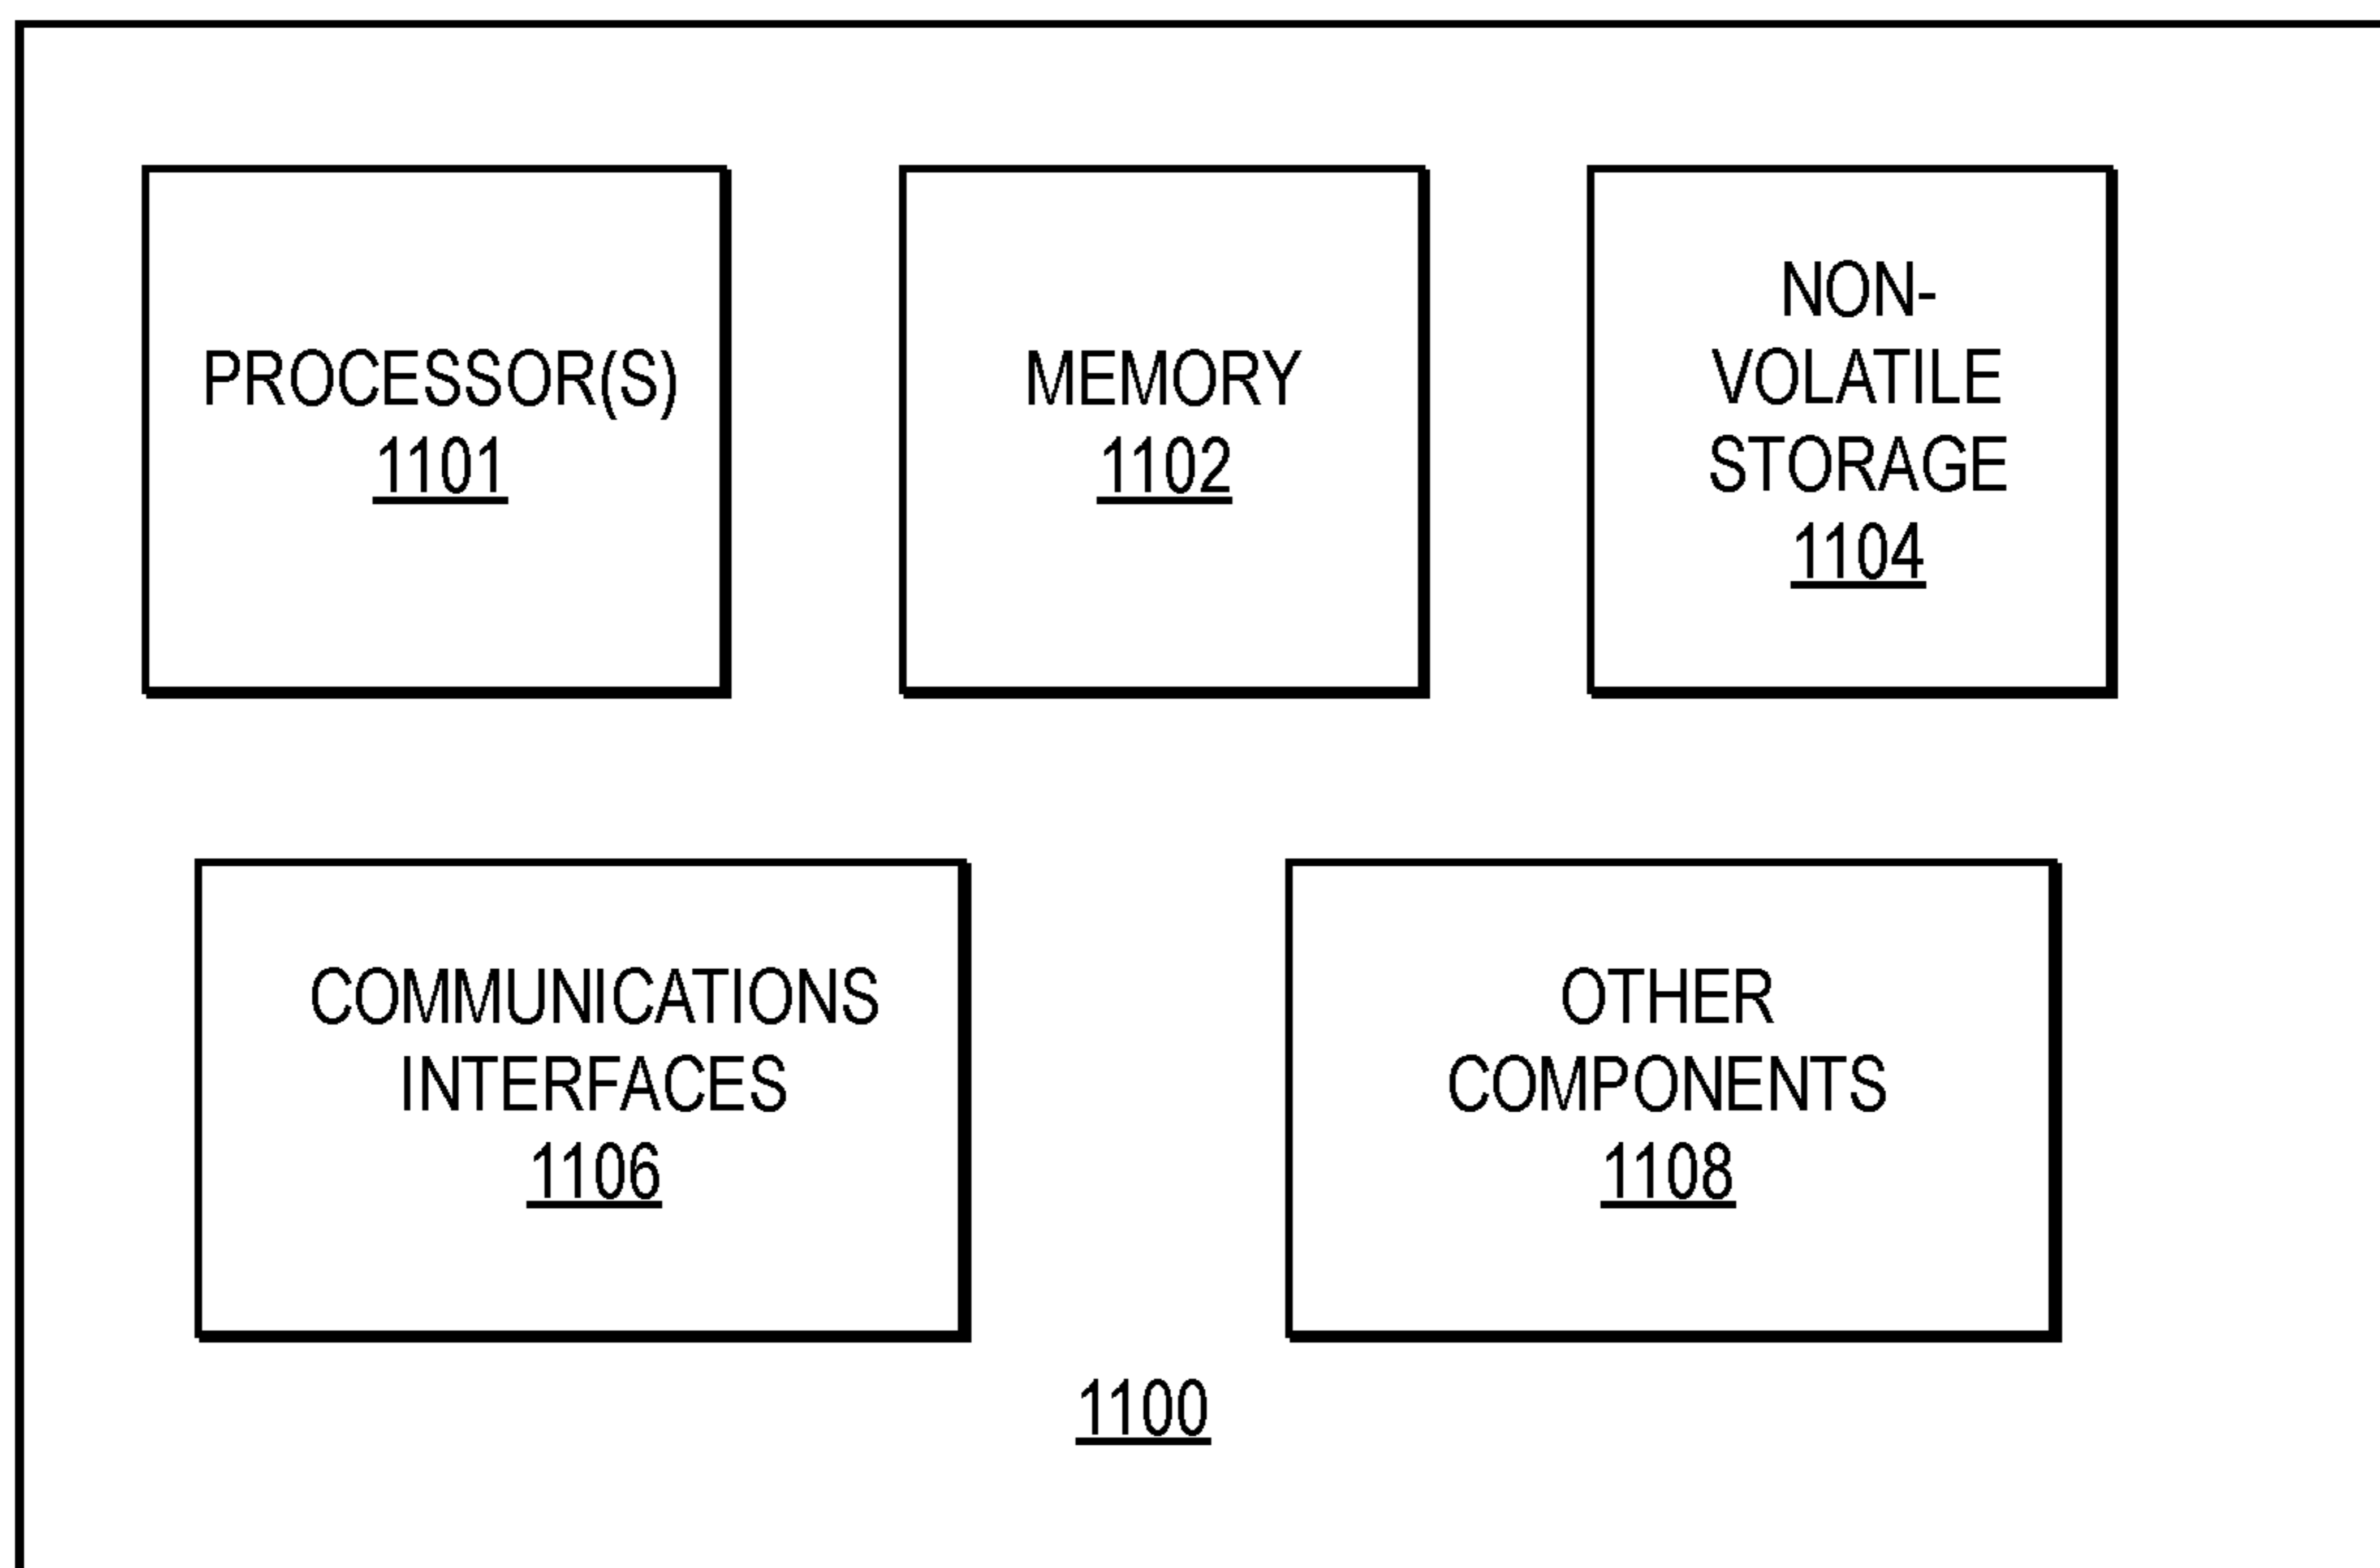 PROCESSOR(S)
1101
MEMORY
1102
NON-
VOLATILE
STORAGE
1104
COMMUNICATIONS
INTERFACES
1106
OTHER
COMPONENTS
1108
1100